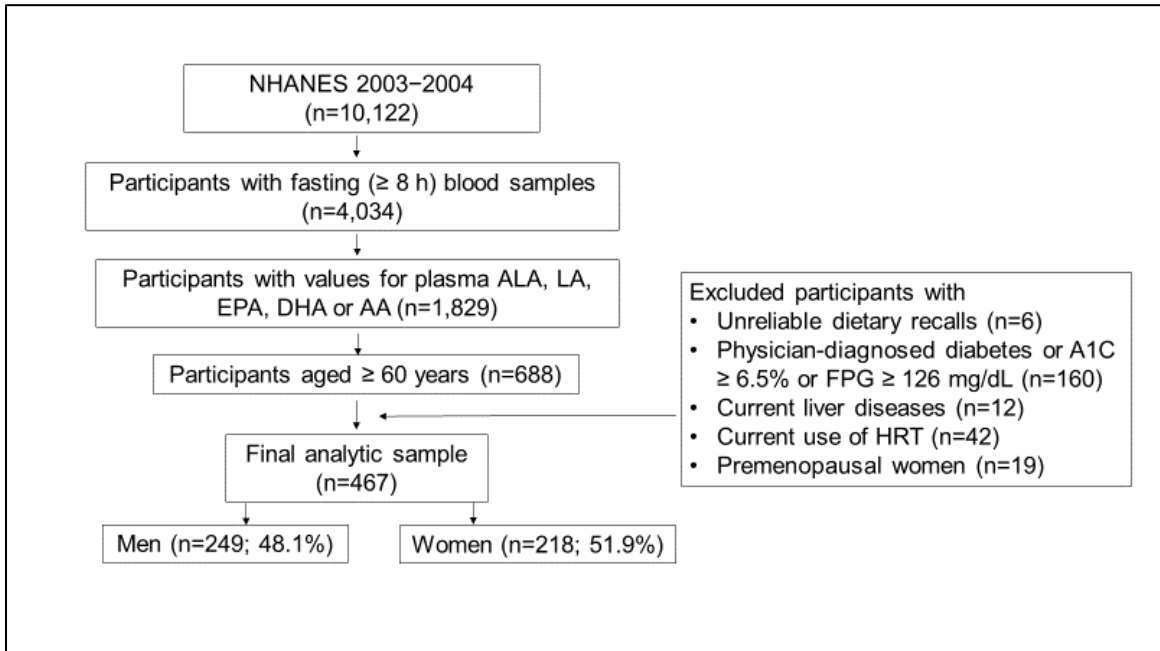 NHANES 2003−2004
(n=10,122)
Participants with fasting (≥ 8 h) blood samples
(n=4,034)
Participants with values for plasma ALA, LA,
EPA, DHA or AA (n=1,829)
Participants aged ≥ 60 years (n=688)
Excluded participants with
• Unreliable dietary recalls (n=6)
• Physician-diagnosed diabetes or A1C
≥ 6.5% or FPG ≥ 126 mg/dL (n=160)
• Current liver diseases (n=12)
• Current use of HRT (n=42)
• Premenopausal women (n=19)
Final analytic sample
(n=467)
Men (n=249; 48.1%)
Women (n=218; 51.9%)